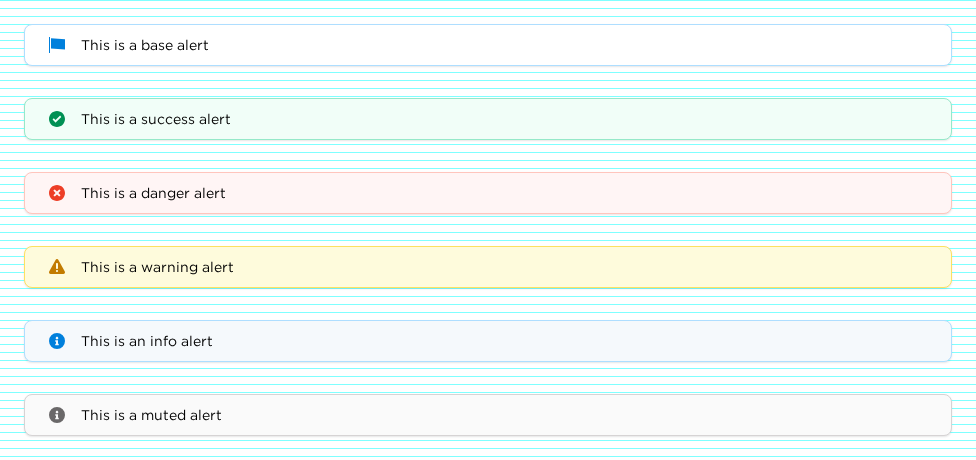 This is a base alert
This is a success alert
This is a danger alert
This is a warning alert
This is an info alert
This is a muted alert